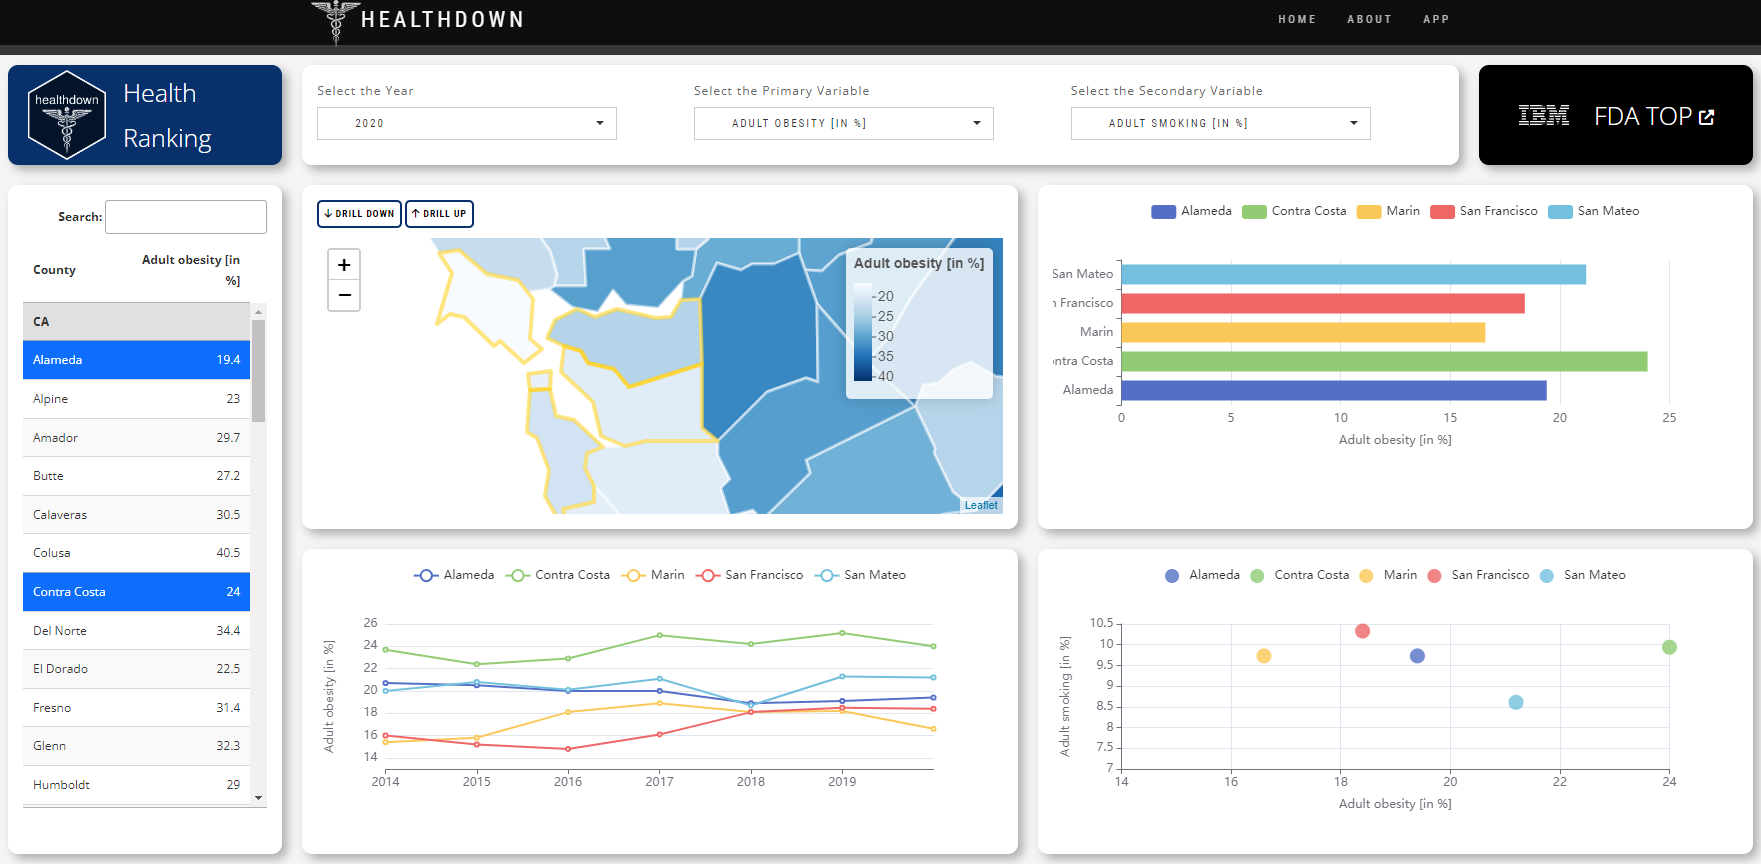 HEALTHDOWN
HOME ABOUT APP
healthdown
Health
Ranking
Select the Year
2020
Select the Primary Variable
ADULT OBESITY [IN %]
Select the Secondary Variable
ADULT SMOKING [IN %]
IBM FDA TOP
Search:
County Adult obesity [in %]
CA
Alameda 19.4
Alpine 23
Amador 29.7
Butte 27.2
Calaveras 30.5
Colusa 40.5
Contra Costa 24
Del Norte 34.4
El Dorado 22.5
Fresno 31.4
Glenn 32.3
Humboldt 29
DRILL DOWN DRILL UP
+
−
Adult obesity [in %]
20
25
30
35
40
Leaflet
Alameda Contra Costa Marin San Francisco San Mateo
San Mateo
n Francisco
Marin
ontra Costa
Alameda
0 5 10 15 20 25
Adult obesity [in %]
Alameda Contra Costa Marin San Francisco San Mateo
Adult obesity [in %]
26
24
22
20
18
16
14
2014 2015 2016 2017 2018 2019
Alameda Contra Costa Marin San Francisco San Mateo
Adult smoking [in %]
10.5
10
9.5
9
8.5
8
7.5
7
14 16 18 20 22 24
Adult obesity [in %]